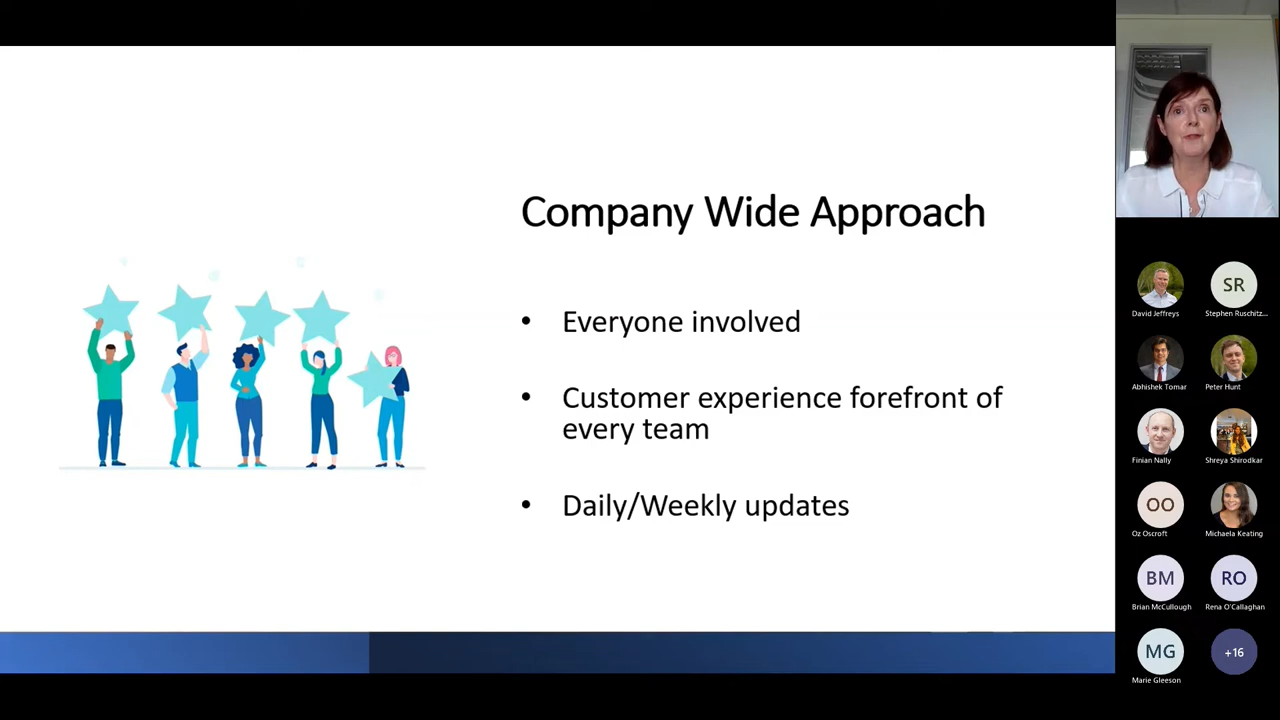 Company Wide Approach
• Everyone involved
• Customer experience forefront of
every team
• Daily/Weekly updates
David Jeffreys
SR
Stephen Ruschitz...
Abhishek Tomar
Peter Hunt
Finian Nally
Shreya Shirodkar
OO
Oz Oscroft
Michaela Keating
BM
Brian McCullough
RO
Rena O'Callaghan
MG
Marie Gleeson
+16